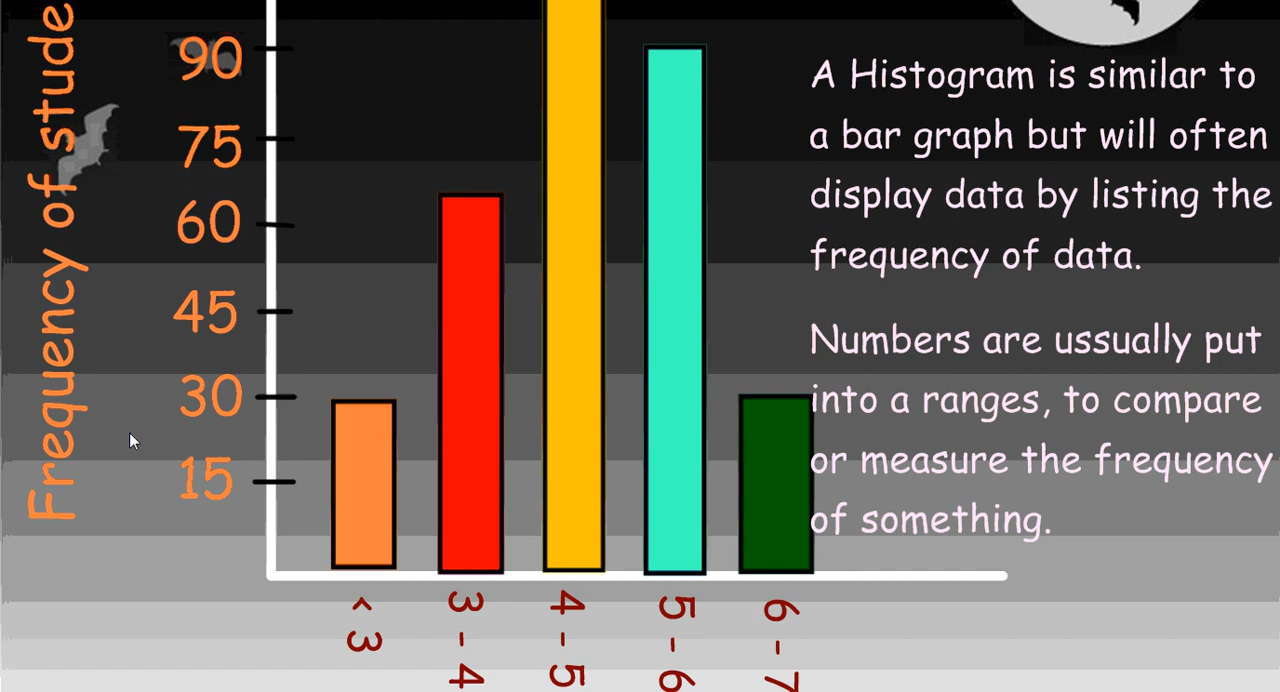 Frequency of stude
90
75
60
45
30
15
< 3
3 - 4
4 - 5
5 - 6
6 - 7
A Histogram is similar to
a bar graph but will often
display data by listing the
frequency of data.
Numbers are ussually put
into a ranges, to compare
or measure the frequency
of something.